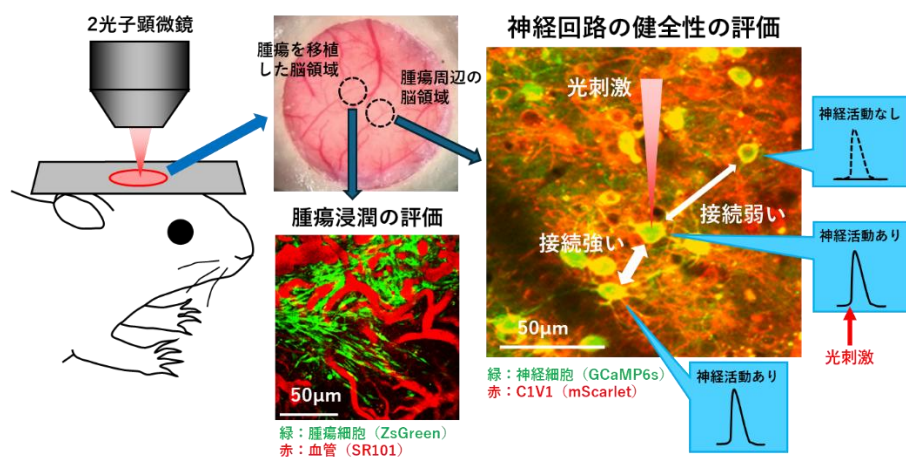 2光子顕微鏡
腫瘍を移植
した脳領域
腫瘍周辺の
脳領域
腫瘍浸潤の評価
50μm
緑：腫瘍細胞（ZsGreen）
赤：血管（SR101）
神経回路の健全性の評価
光刺激
接続弱い
接続強い
50μm
緑：神経細胞（GCaMP6s）
赤：C1V1（mScarlet）
神経活動なし
神経活動あり
光刺激
神経活動あり